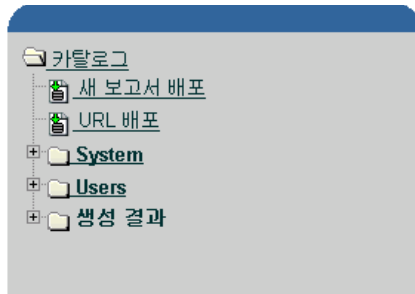 카탈로그
새 보고서 배포
URL 배포
System
Users
생성 결과